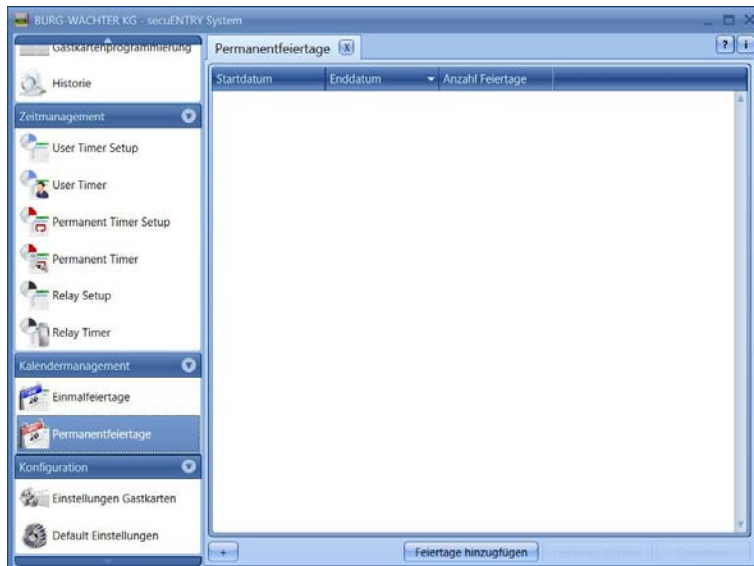 BURG-WÄCHTER KG - secuENTRY System
Gastkartenprogrammierung
Historie
Zeitmanagement
User Timer Setup
User Timer
Permanent Timer Setup
Permanent Timer
Relay Setup
Relay Timer
Kalendermanagement
Einmalfeiertage
Permanentfeiertage
Konfiguration
Einstellungen Gastkarten
Default Einstellungen
Permanentfeiertage x
? i
Startdatum Enddatum Anzahl Feiertage
+ Feiertage hinzugfügen